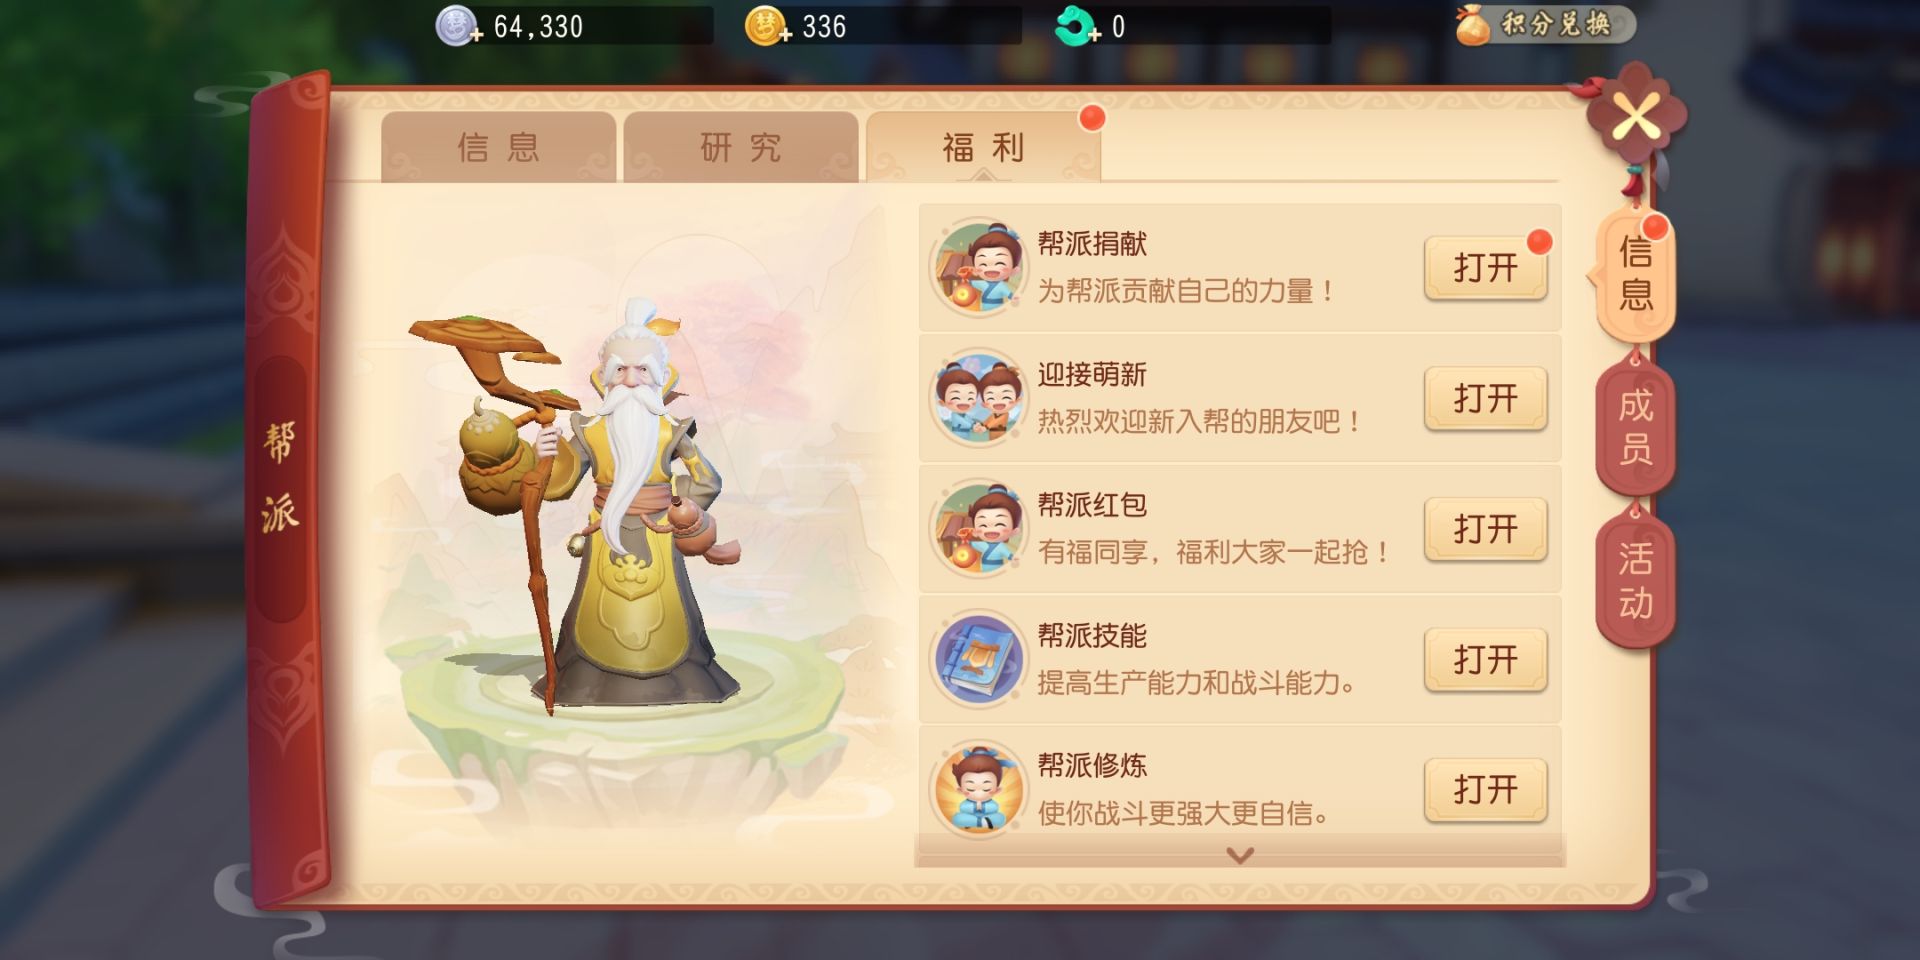 64,330
336
0
积分兑换
信息
研究
福利
帮派
帮派捐献
为帮派贡献自己的力量！
打开
迎接萌新
热烈欢迎新入帮的朋友吧！
打开
帮派红包
有福同享，福利大家一起抢！
打开
帮派技能
提高生产能力和战斗能力。
打开
帮派修炼
使你战斗更强大更自信。
打开
信息
成员
活动